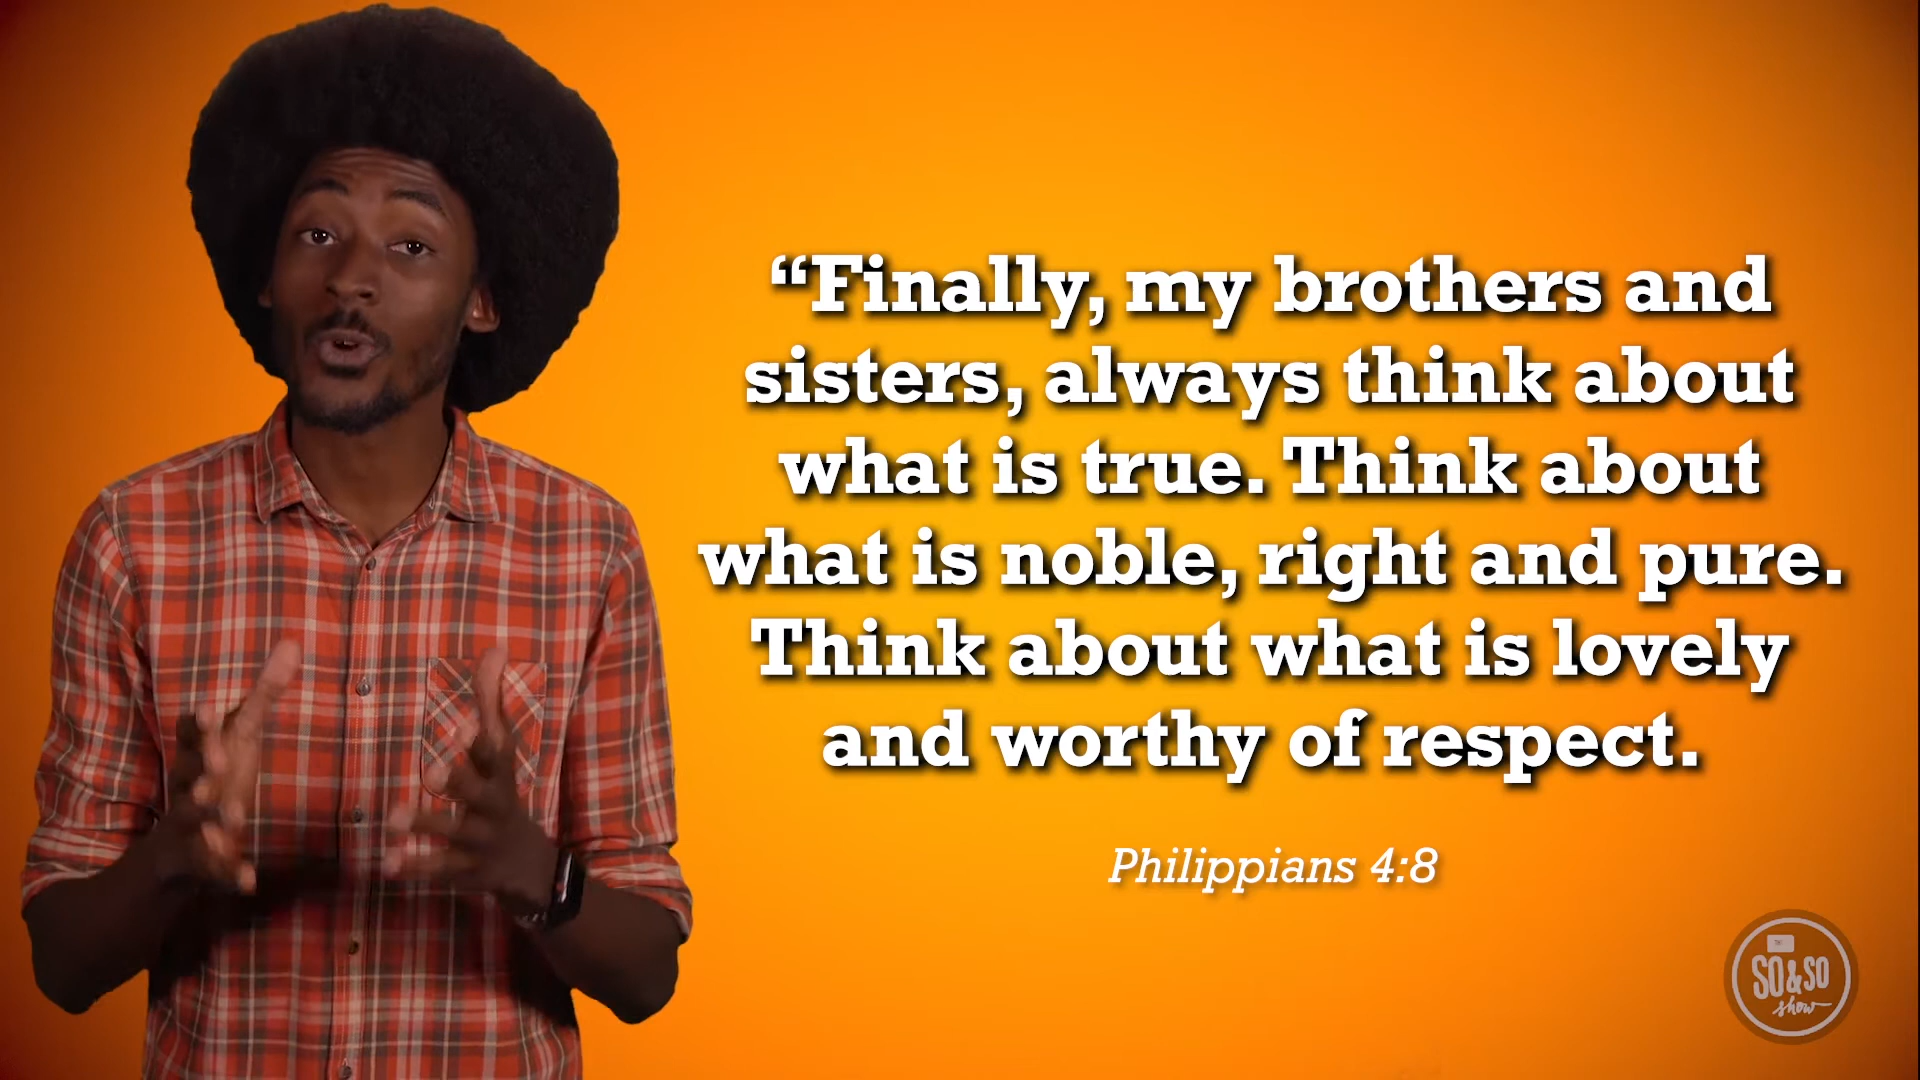 “Finally, my brothers and
sisters, always think about
what is true. Think about
what is noble, right and pure.
Think about what is lovely
and worthy of respect.
Philippians 4:8
SO & SO
show